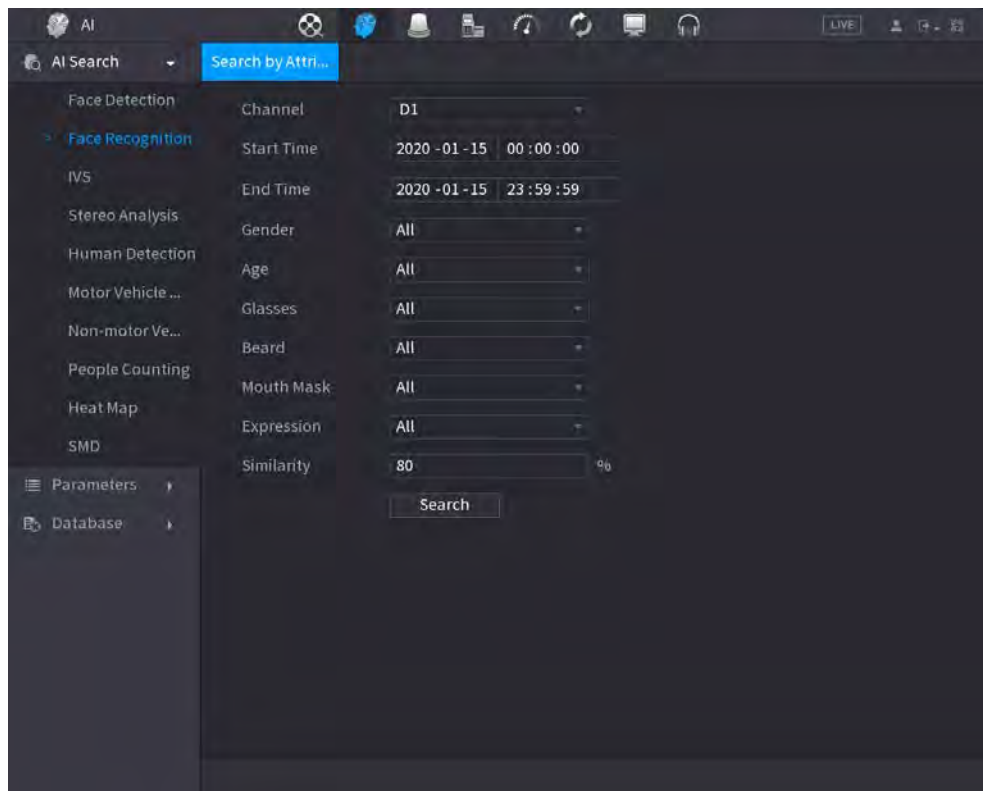 AI
LIVE
AI Search
Search by Attri...
Face Detection
Face Recognition
IVS
Stereo Analysis
Human Detection
Motor Vehicle ...
Non-motor Ve...
People Counting
Heat Map
SMD
Parameters
Database
Channel D1
Start Time 2020 -01 -15 00 : 00 : 00
End Time 2020 -01 -15 23 : 59 : 59
Gender All
Age All
Glasses All
Beard All
Mouth Mask All
Expression All
Similarity 80 %
Search